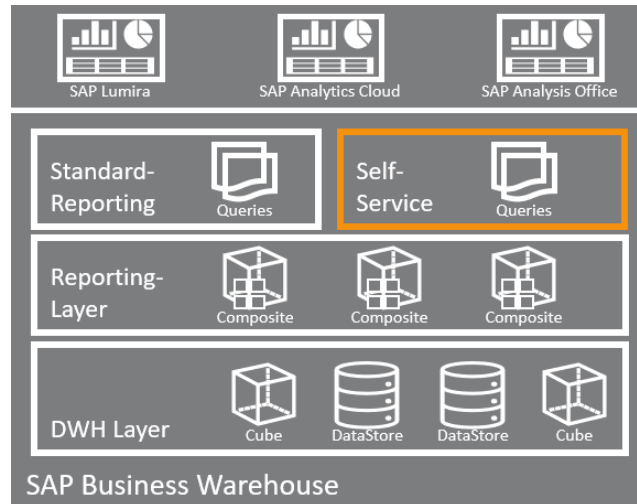 SAP Lumira
SAP Analytics Cloud
SAP Analysis Office
Standard-
Reporting
Queries
Self-
Service
Queries
Reporting-
Layer
Composite
Composite
Composite
DWH Layer
Cube
DataStore
DataStore
Cube
SAP Business Warehouse